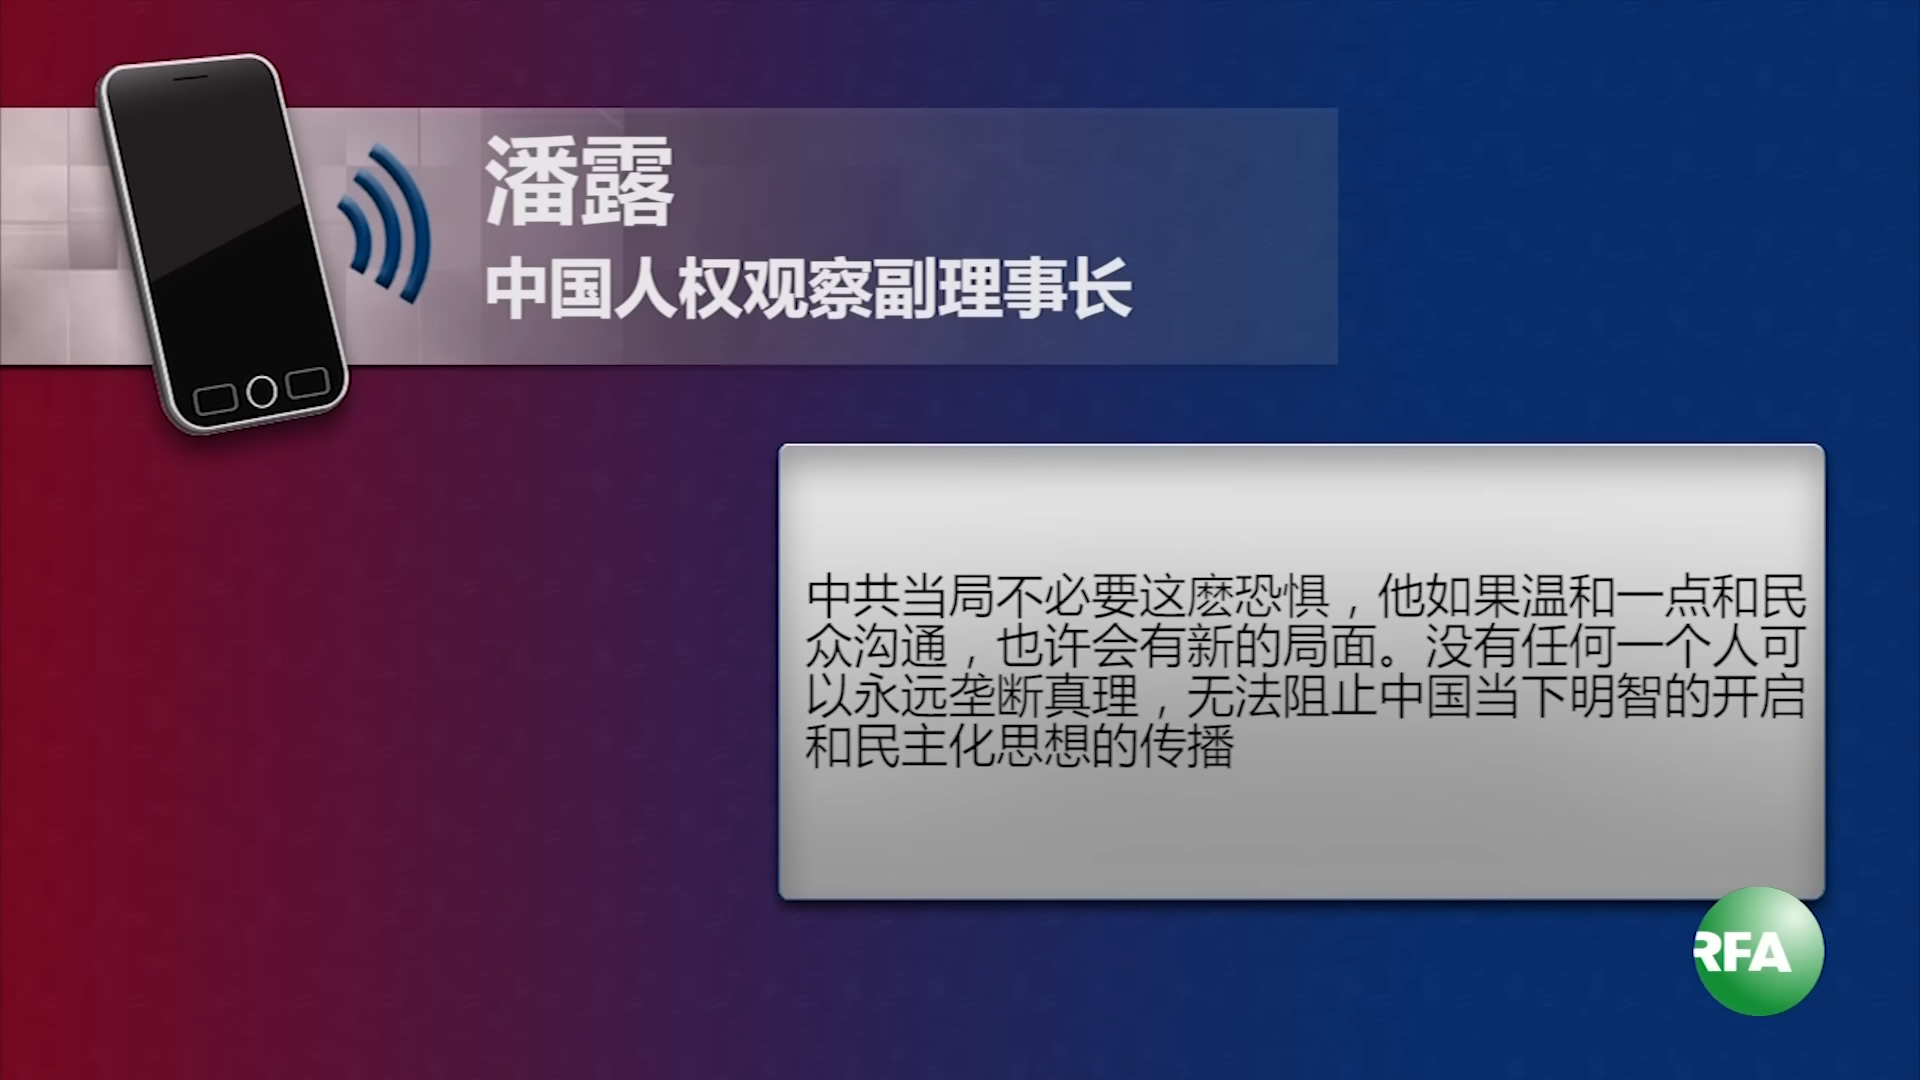 潘露
中国人权观察副理事长
中共当局不必要这麽恐惧，他如果温和一点和民
众沟通，也许会有新的局面。没有任何一个人可
以永远垄断真理，无法阻止中国当下明智的开启
和民主化思想的传播
RFA